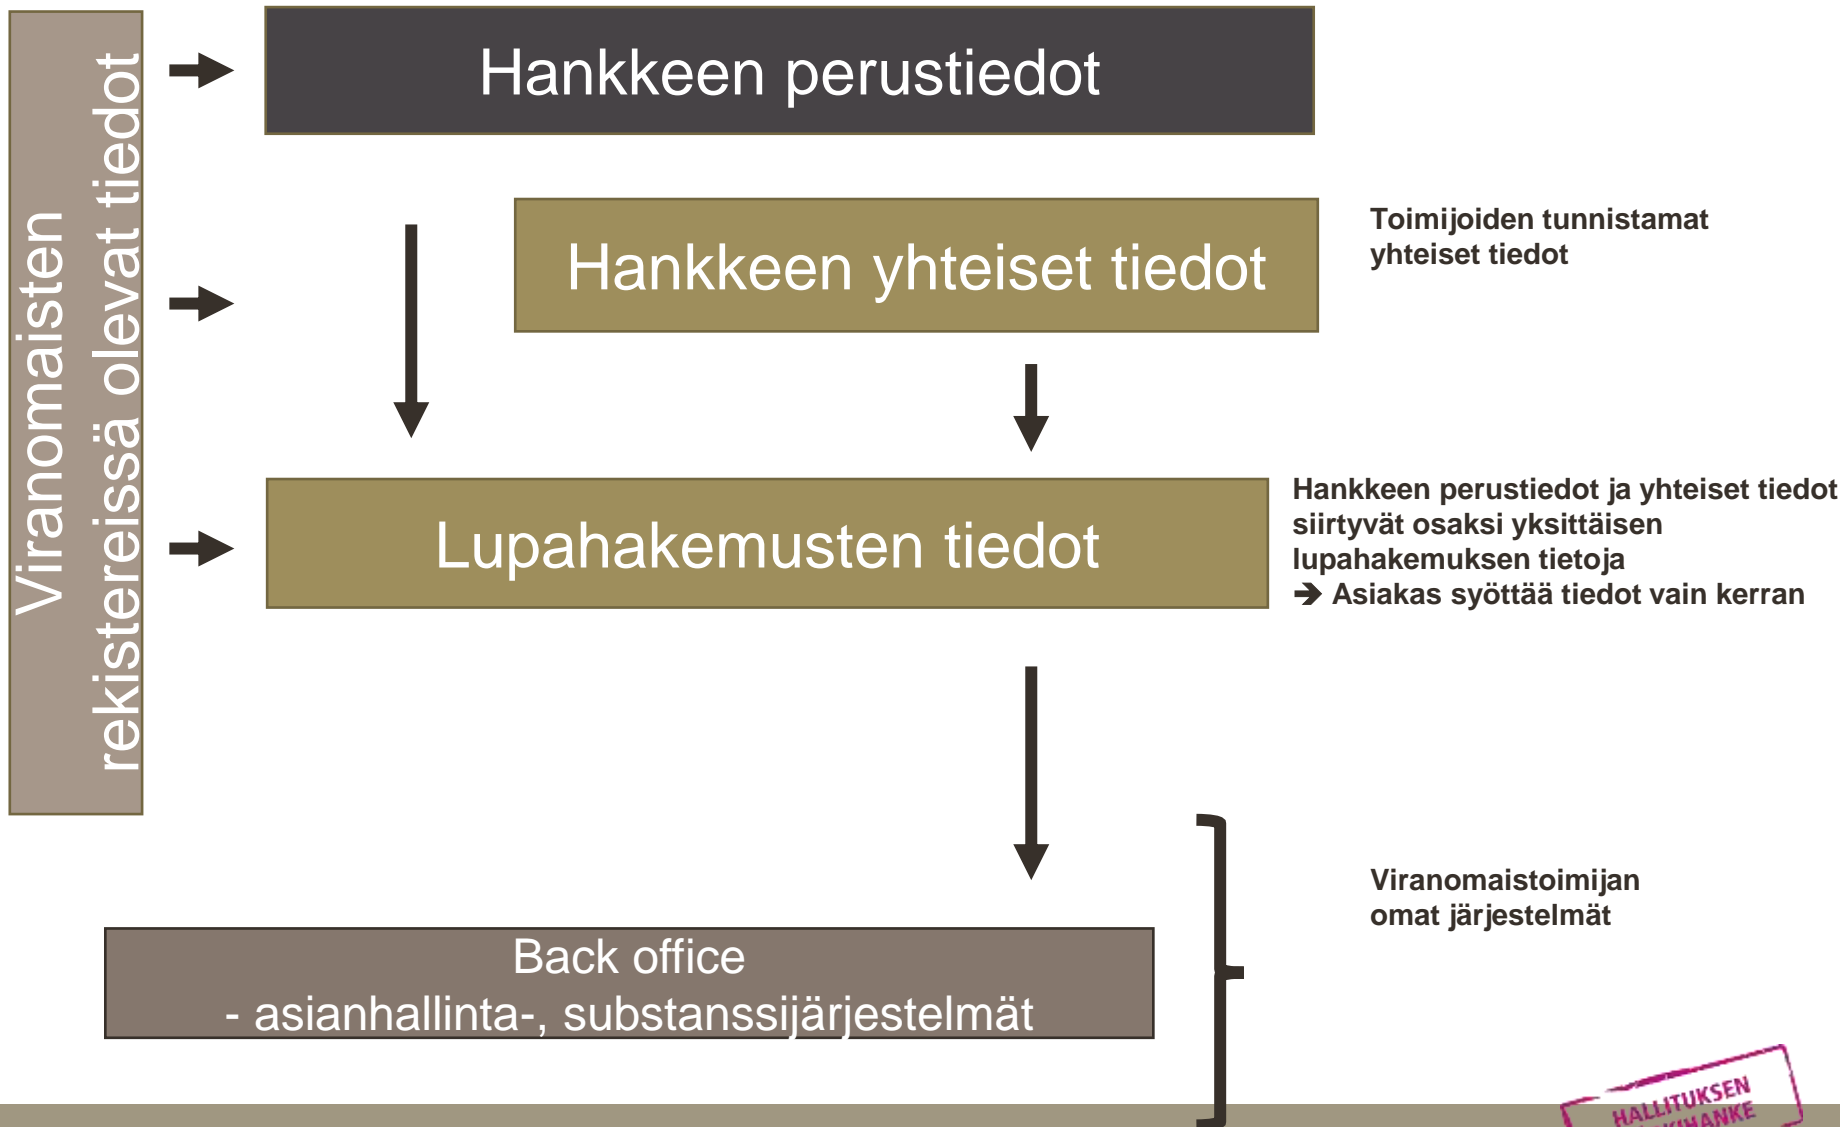 Viranomaisten
rekistereissä olevat tiedot
Hankkeen perustiedot
Hankkeen yhteiset tiedot
Toimijoiden tunnistamat
yhteiset tiedot
Lupahakemusten tiedot
Hankkeen perustiedot ja yhteiset tiedot
siirtyvät osaksi yksittäisen
lupahakemuksen tietoja
➔ Asiakas syöttää tiedot vain kerran
Back office
- asianhallinta-, substanssijärjestelmät
Viranomaistoimijan
omat järjestelmät
HALLITUKSEN